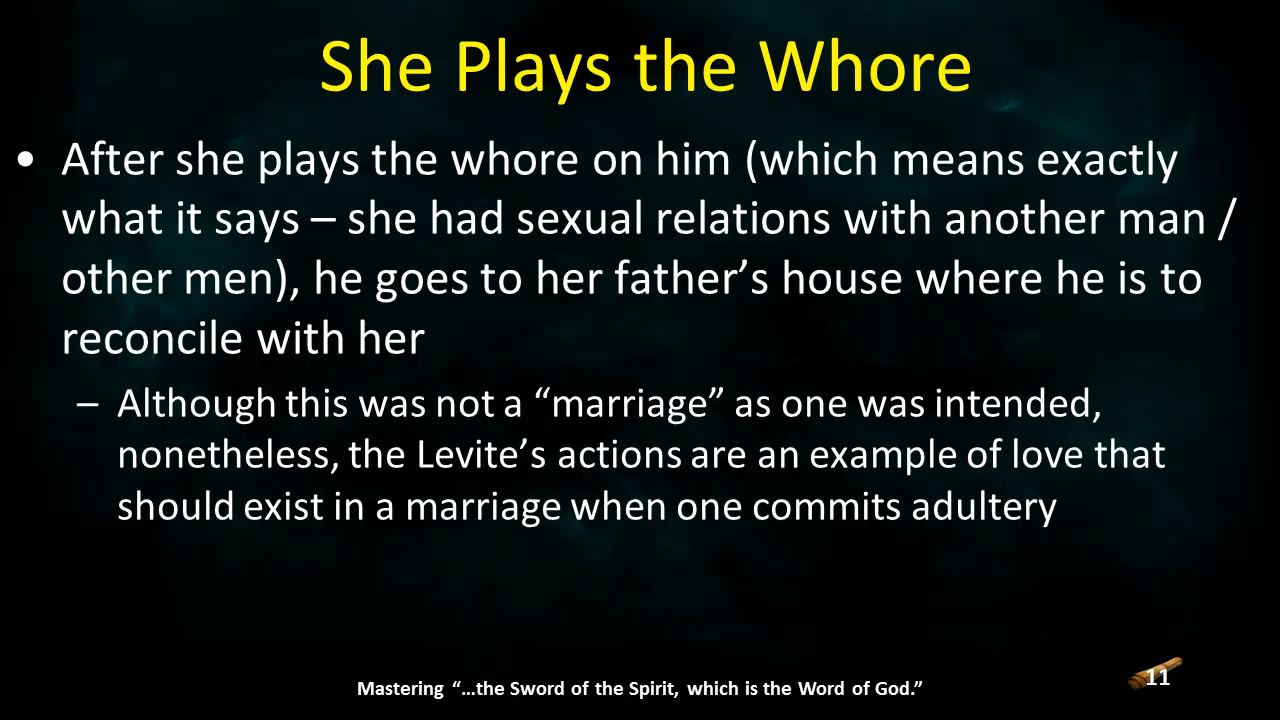 She Plays the Whore
• After she plays the whore on him (which means exactly
what it says – she had sexual relations with another man /
other men), he goes to her father’s house where he is to
reconcile with her
– Although this was not a “marriage” as one was intended,
nonetheless, the Levite’s actions are an example of love that
should exist in a marriage when one commits adultery
Mastering “…the Sword of the Spirit, which is the Word of God.”
11